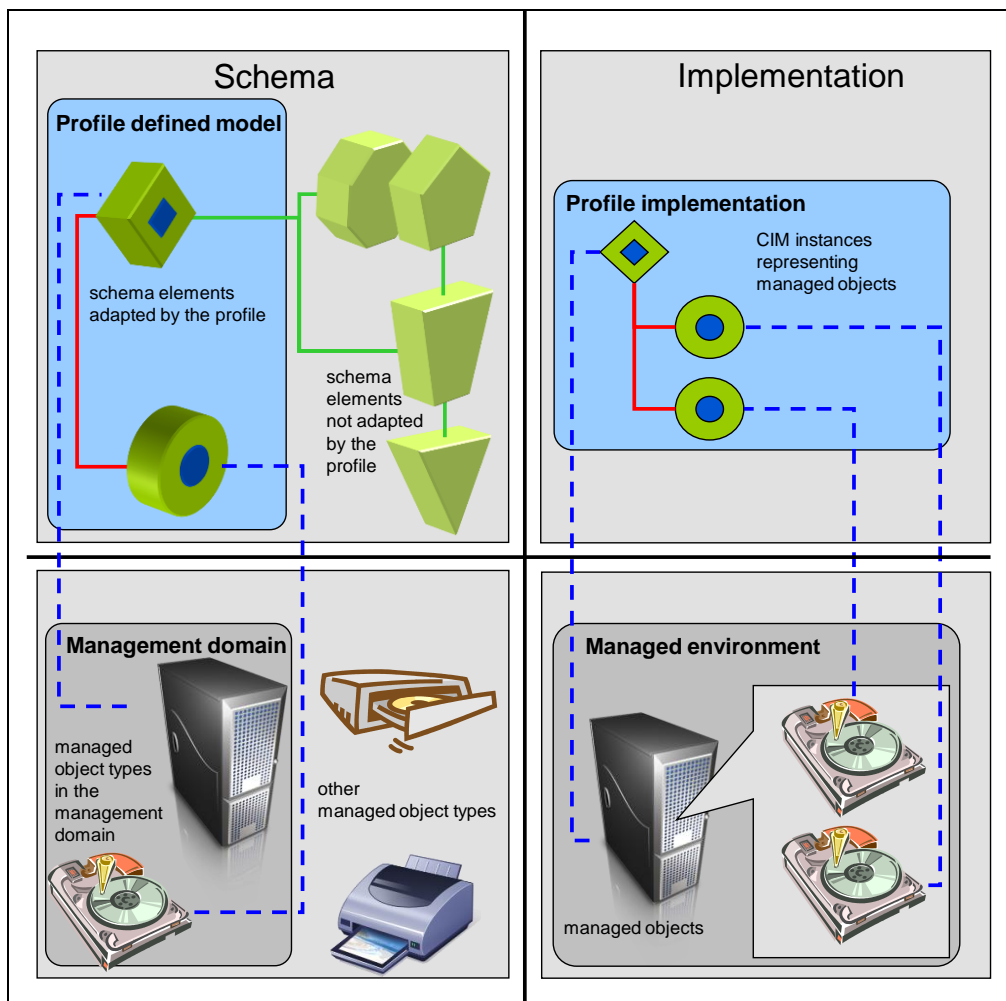 Schema
Profile defined model
schema elements
adapted by the profile
schema
elements
not adapted
by the
profile
Implementation
Profile implementation
CIM instances
representing
managed objects
Management domain
managed
object types
in the
management
domain
other
managed object types
Managed environment
managed objects